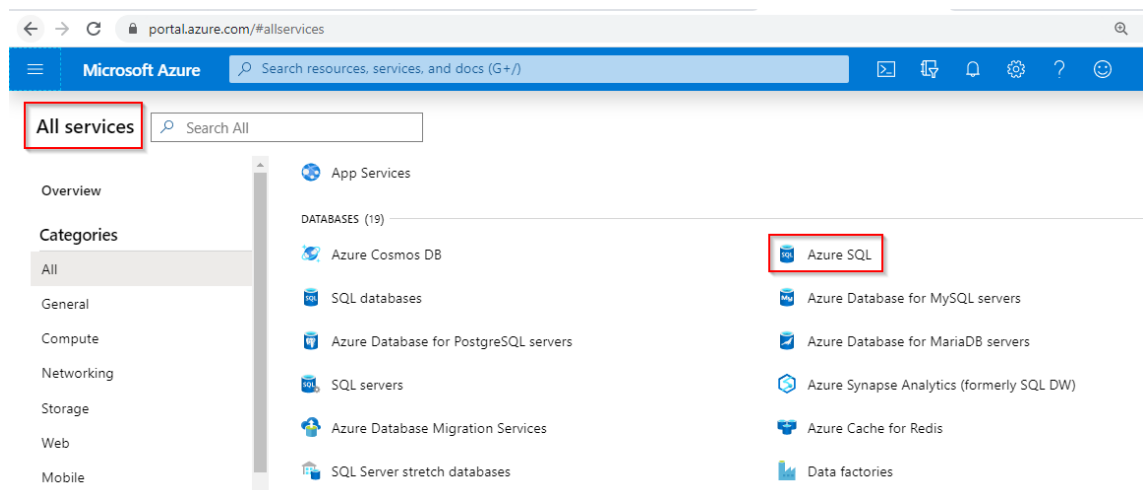 portal.azure.com/#allservices
Microsoft Azure
Search resources, services, and docs (G+/)
All services
Search All
Overview
Categories
All
General
Compute
Networking
Storage
Web
Mobile
App Services
DATABASES (19)
Azure Cosmos DB
Azure SQL
SQL databases
Azure Database for MySQL servers
Azure Database for PostgreSQL servers
Azure Database for MariaDB servers
SQL servers
Azure Synapse Analytics (formerly SQL DW)
Azure Database Migration Services
Azure Cache for Redis
SQL Server stretch databases
Data factories